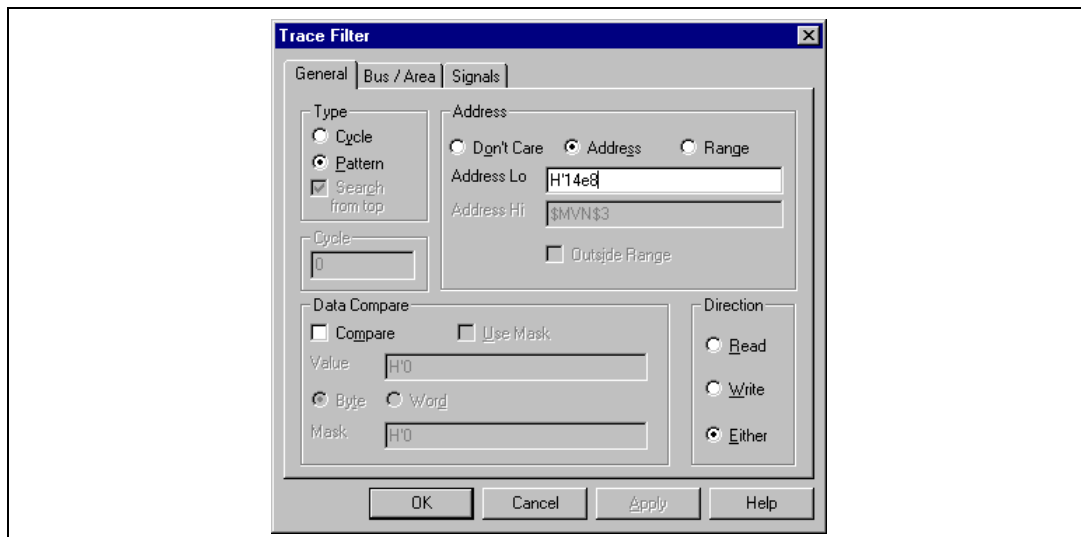 Trace Filter
General Bus / Area Signals
Type
Cycle
Pattern
Search
from top
Cycle
0
Address
Don't Care Address Range
Address Lo H'14e8
Address Hi $MVN$3
Outside Range
Data Compare
Compare Use Mask
Value H'0
Byte Word
Mask H'0
Direction
Read
Write
Either
OK Cancel Apply Help